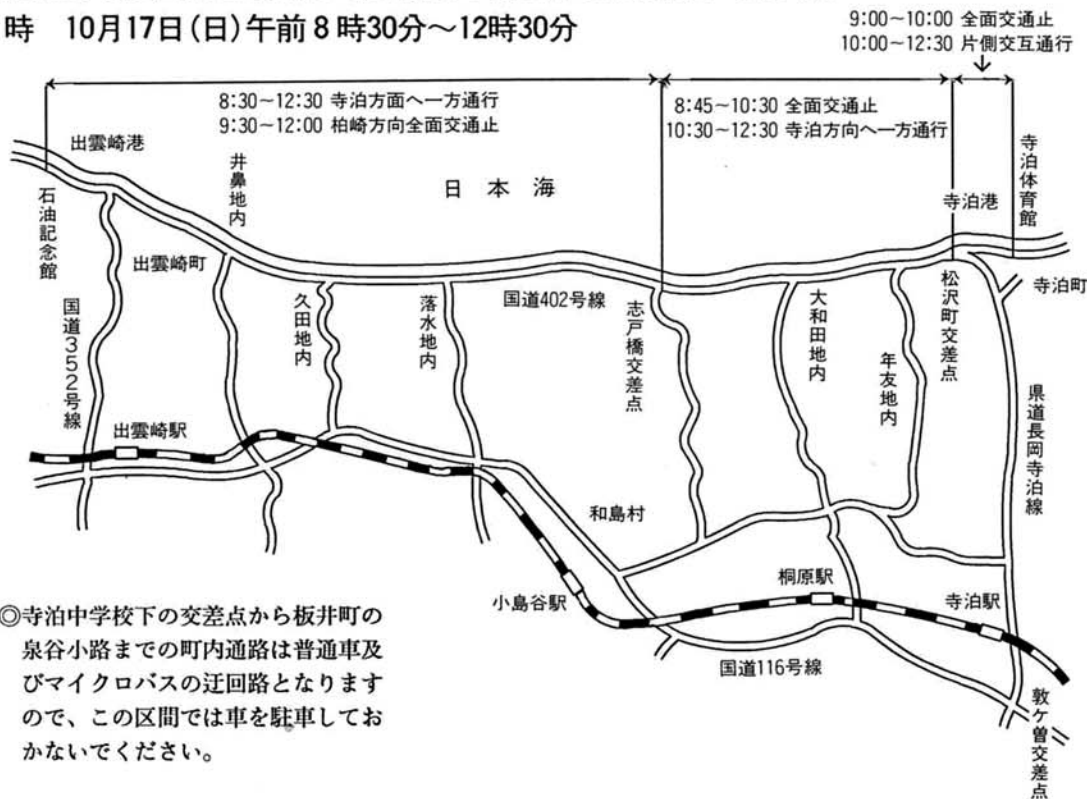 時　10月17日(日)午前8時30分〜12時30分
9:00〜10:00 全面交通止
10:00〜12:30 片側交互通行
8:30〜12:30 寺泊方面へ一方通行
9:30〜12:00 柏崎方向全面交通止
8:45〜10:30 全面交通止
10:30〜12:30 寺泊方向へ一方通行
出雲崎港
井鼻地内
日本海
寺泊港
寺泊体育館
石油記念館
出雲崎町
国道352号線
久田地内
落水地内
国道402号線
志戸橋交差点
大和田地内
年友地内
松沢町交差点
寺泊町
県道長岡寺泊線
出雲崎駅
和島村
小島谷駅
桐原駅
寺泊駅
国道116号線
敦ケ曽交差点
◎寺泊中学校下の交差点から板井町の
泉谷小路までの町内通路は普通車及
びマイクロバスの迂回路となります
ので、この区間では車を駐車してお
かないでください。